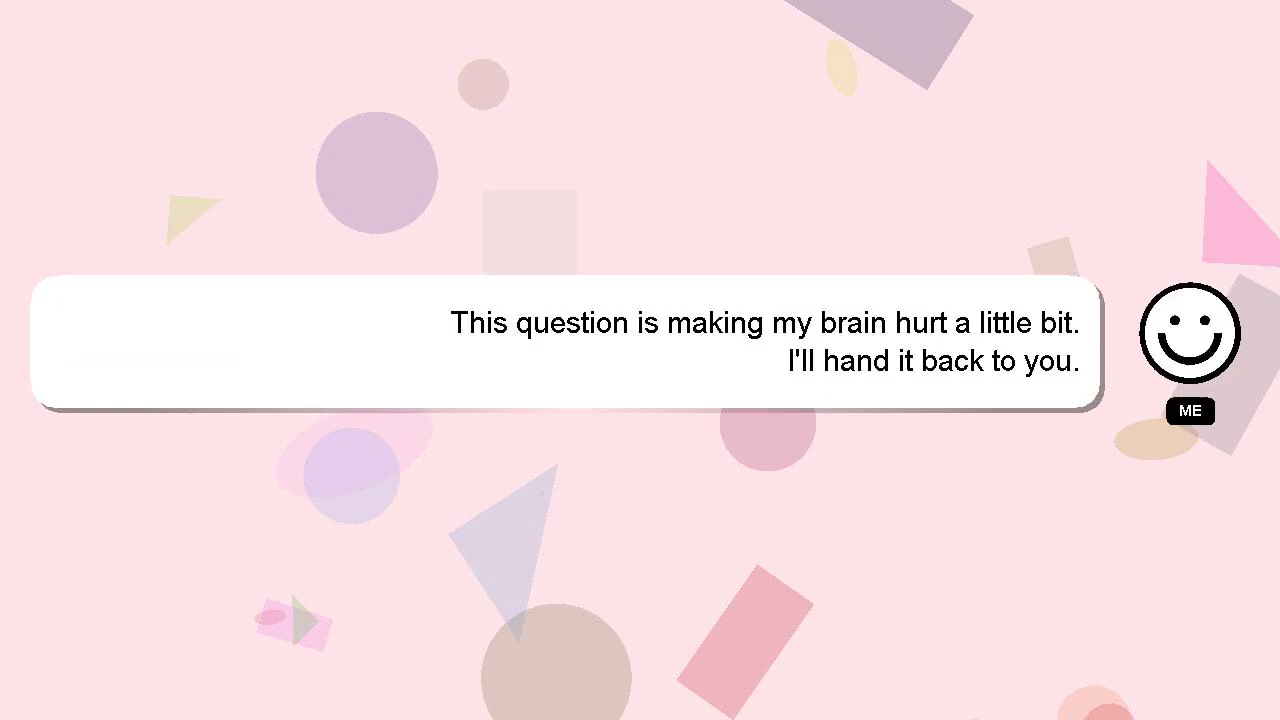 This question is making my brain hurt a little bit.
I'll hand it back to you.
ME